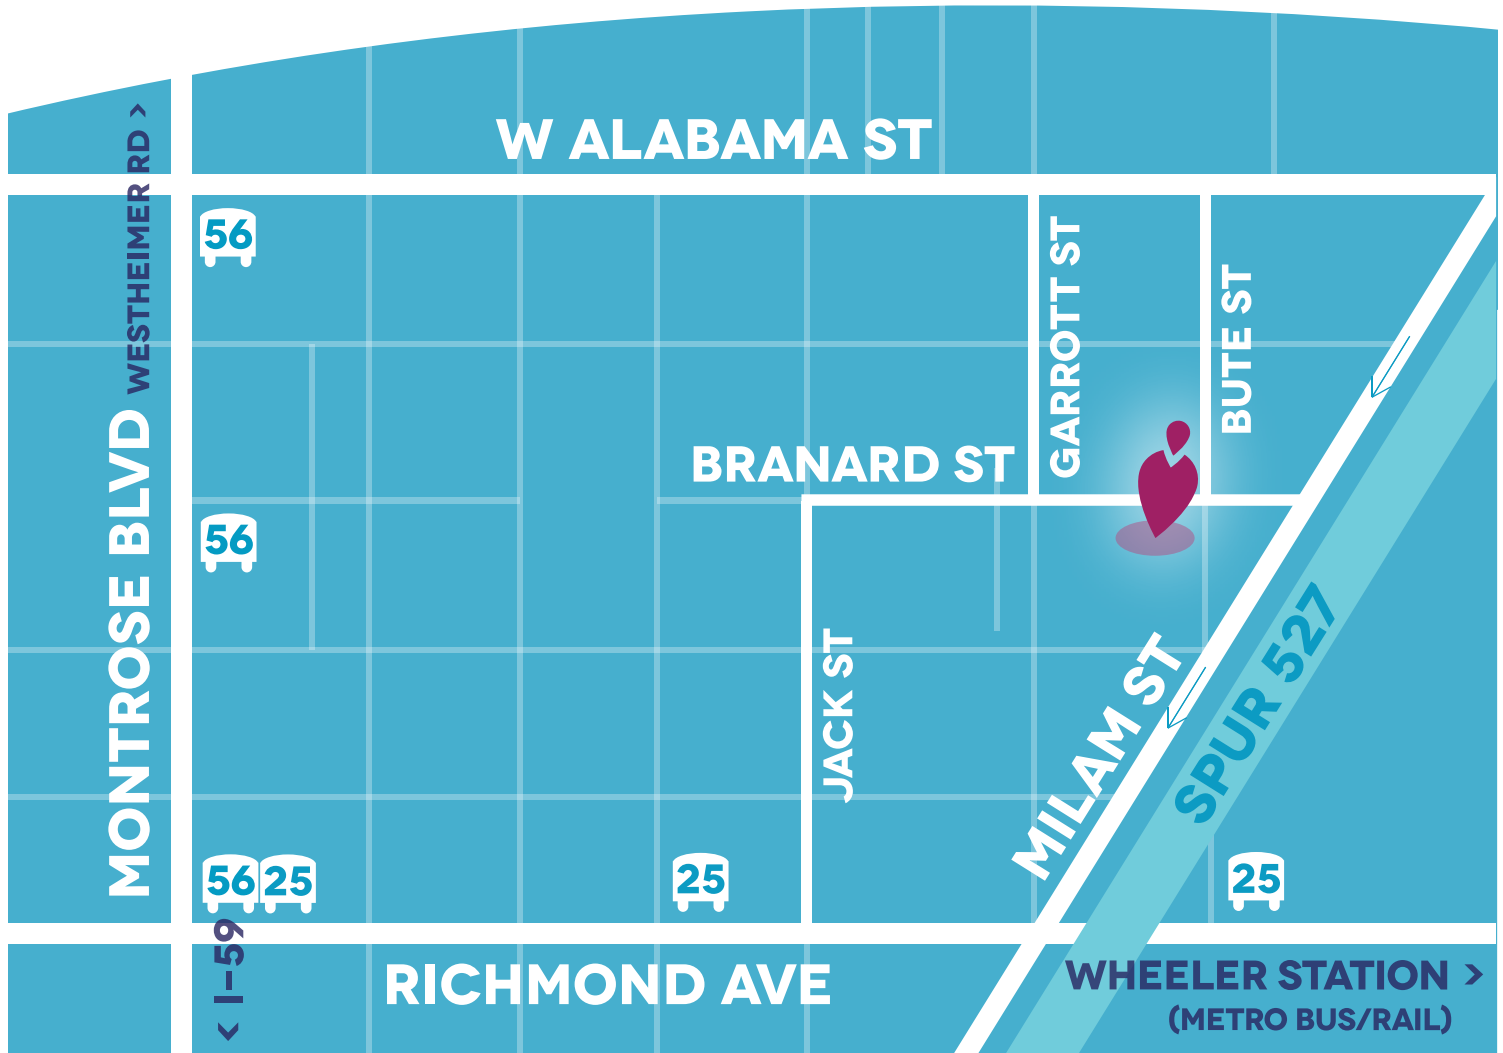 W ALABAMA ST
WESTHEIMER RD >
56
GARROTT ST
BUTE ST
MONTROSE BLVD
BRANARD ST
56
JACK ST
MILAM ST
SPUR 527
56
25
25
25
< I-59
RICHMOND AVE
WHEELER STATION >
(METRO BUS/RAIL)